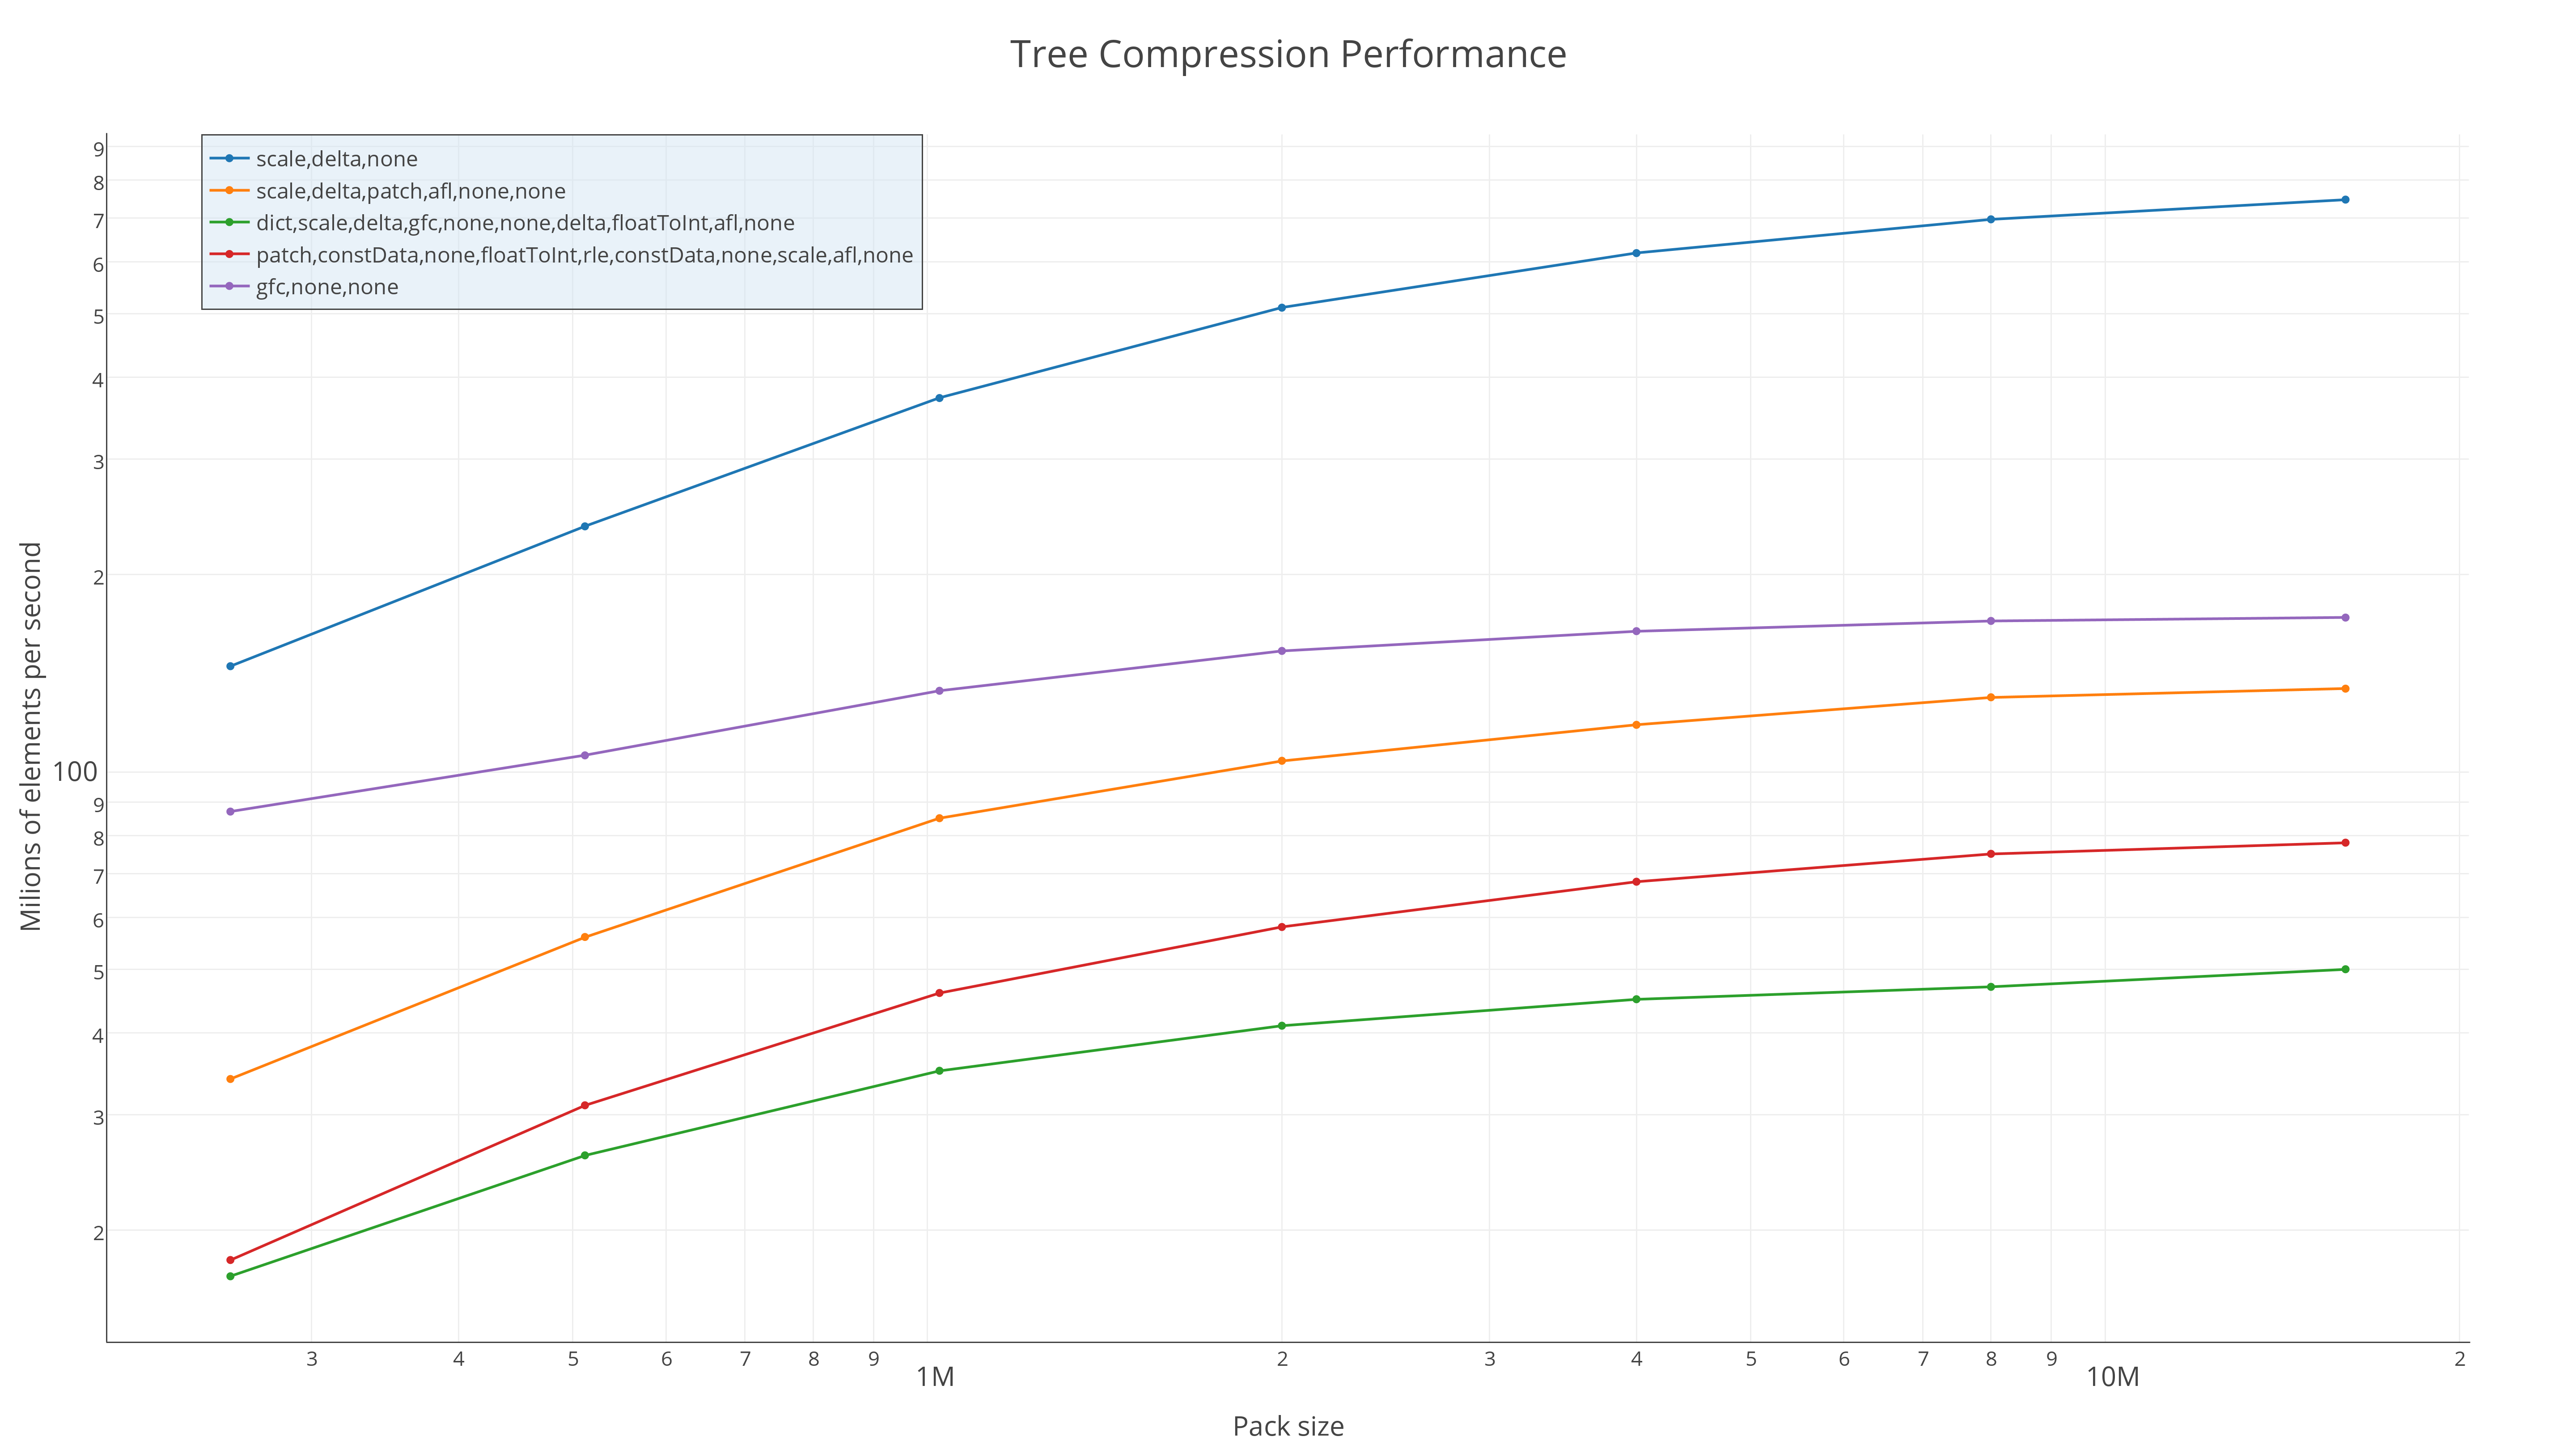 Tree Compression Performance
scale,delta,none
scale,delta,patch,afl,none,none
dict,scale,delta,gfc,none,none,delta,floatToInt,afl,none
patch,constData,none,floatToInt,rle,constData,none,scale,afl,none
gfc,none,none
9
8
7
6
5
4
3
2
100
9
8
7
6
5
4
3
2
Milions of elements per second
3 4 5 6 7 8 9 1M 2 3 4 5 6 7 8 9 10M 2
Pack size